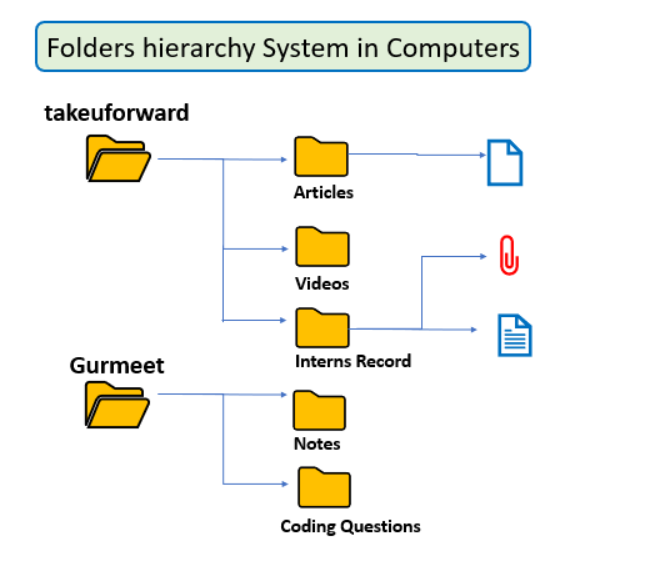 Folders hierarchy System in Computers
takeuforward
Articles
Videos
Interns Record
Gurmeet
Notes
Coding Questions